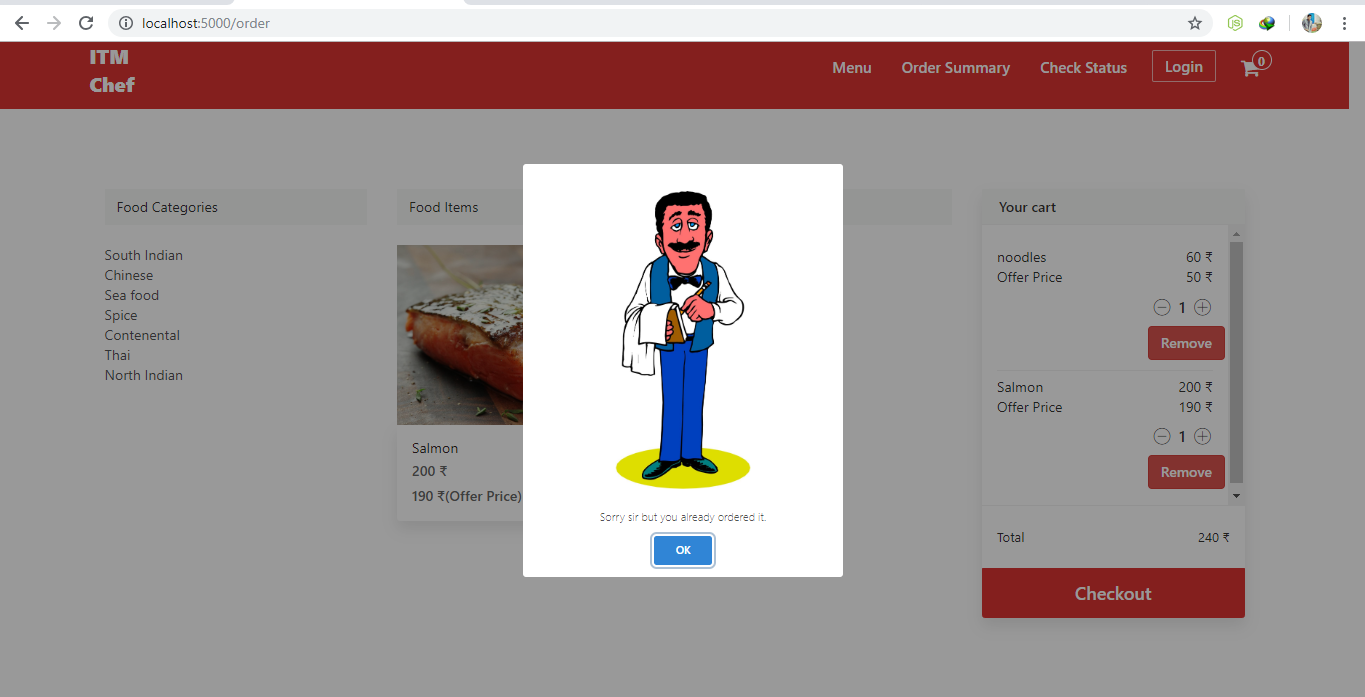 localhost:5000/order
ITM
Chef
Menu
Order Summary
Check Status
Login
0
Food Categories
South Indian
Chinese
Sea food
Spice
Contenental
Thai
North Indian
Food Items
Salmon
200 ₹
190 ₹(Offer Price)
Sorry sir but you already ordered it.
OK
Your cart
noodles 60 ₹
Offer Price 50 ₹
1
Remove
Salmon 200 ₹
Offer Price 190 ₹
1
Remove
Total 240 ₹
Checkout